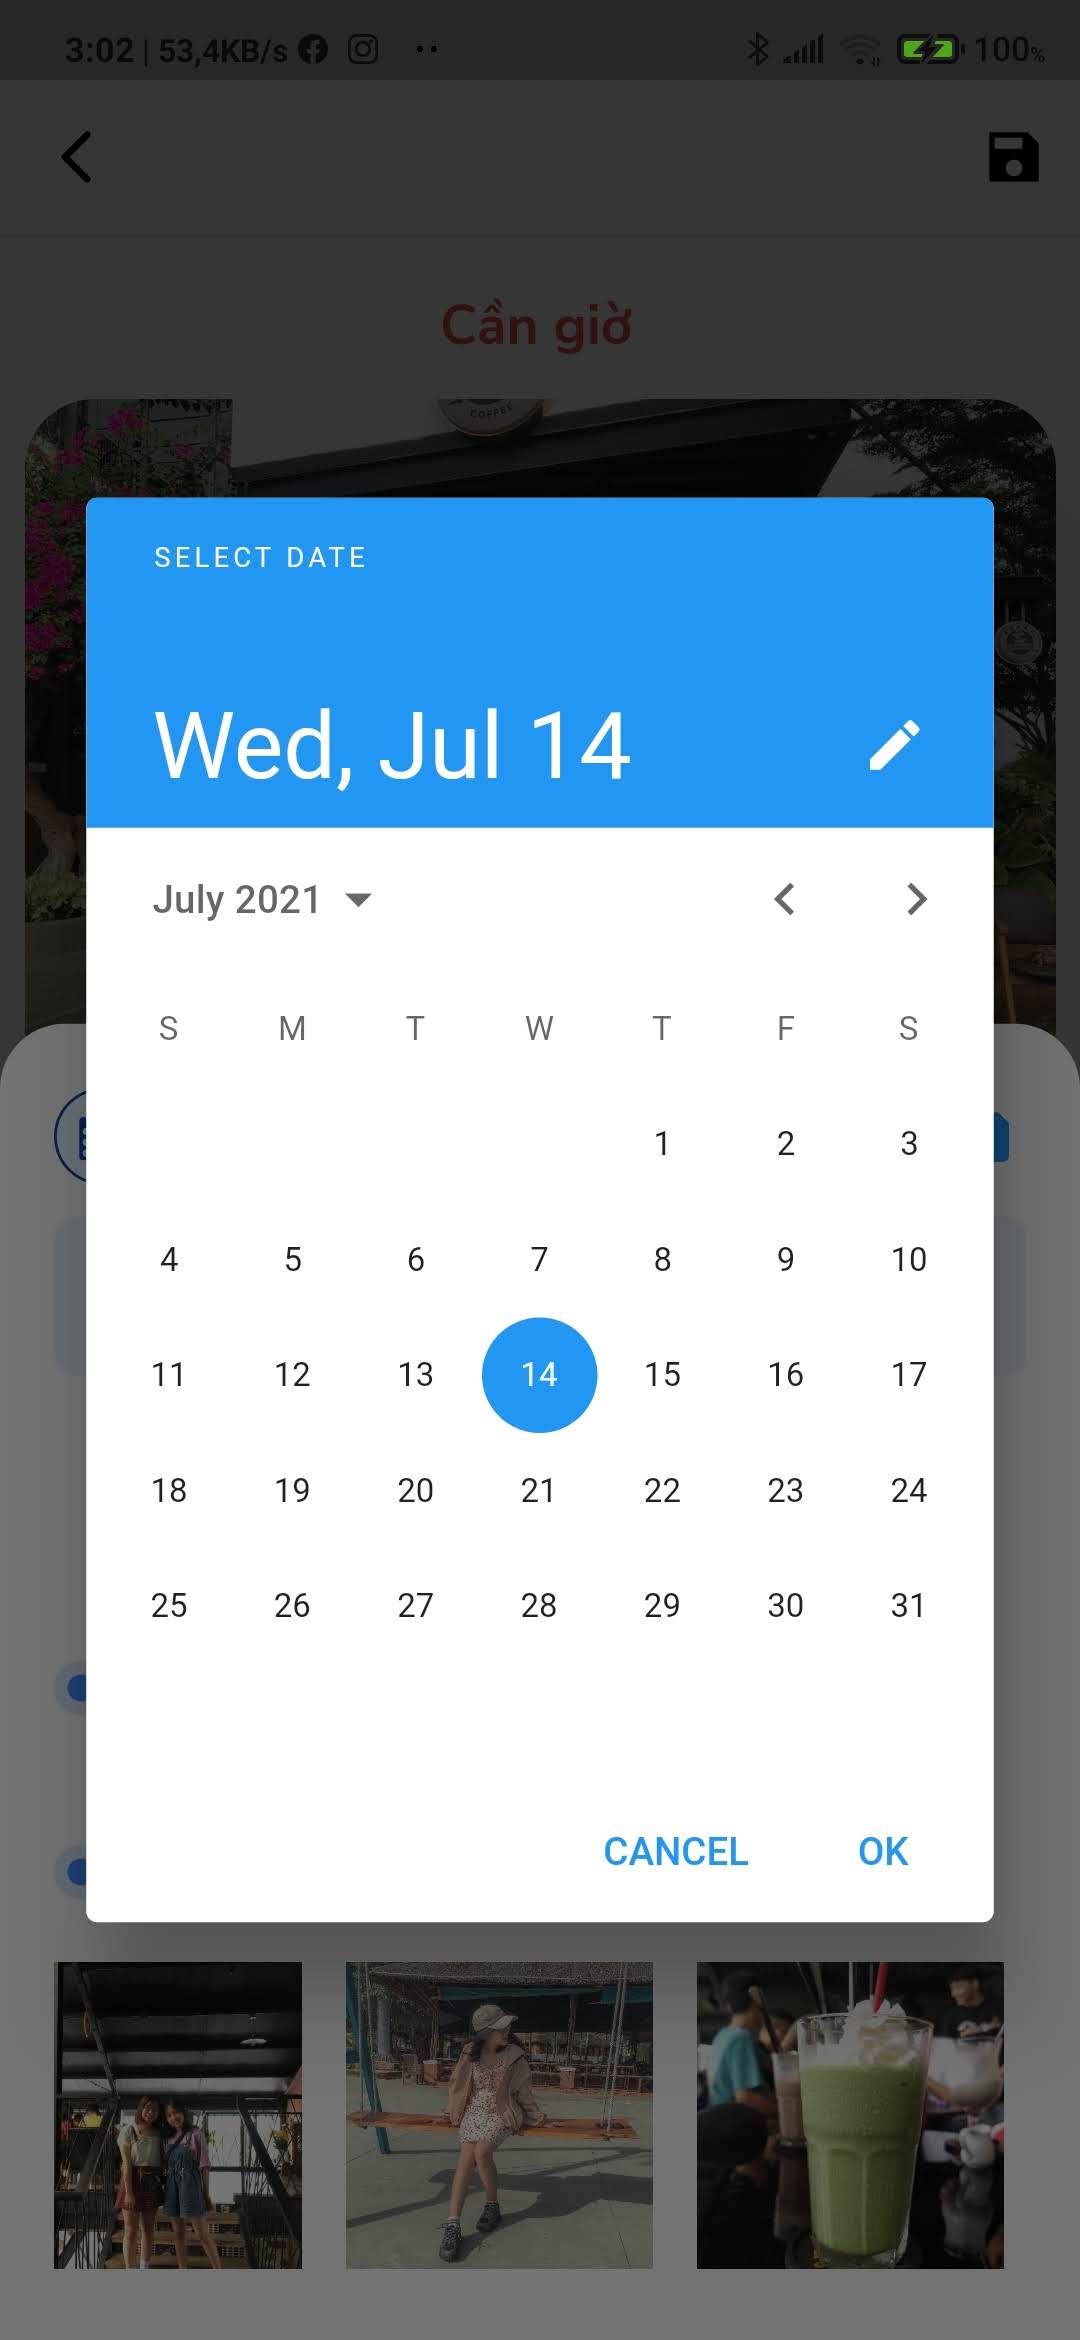 3:02 | 53,4KB/s 100%
Cần giờ
COFFEE
SELECT DATE
Wed, Jul 14
July 2021
S M T W T F S
1 2 3
4 5 6 7 8 9 10
11 12 13 14 15 16 17
18 19 20 21 22 23 24
25 26 27 28 29 30 31
CANCEL OK